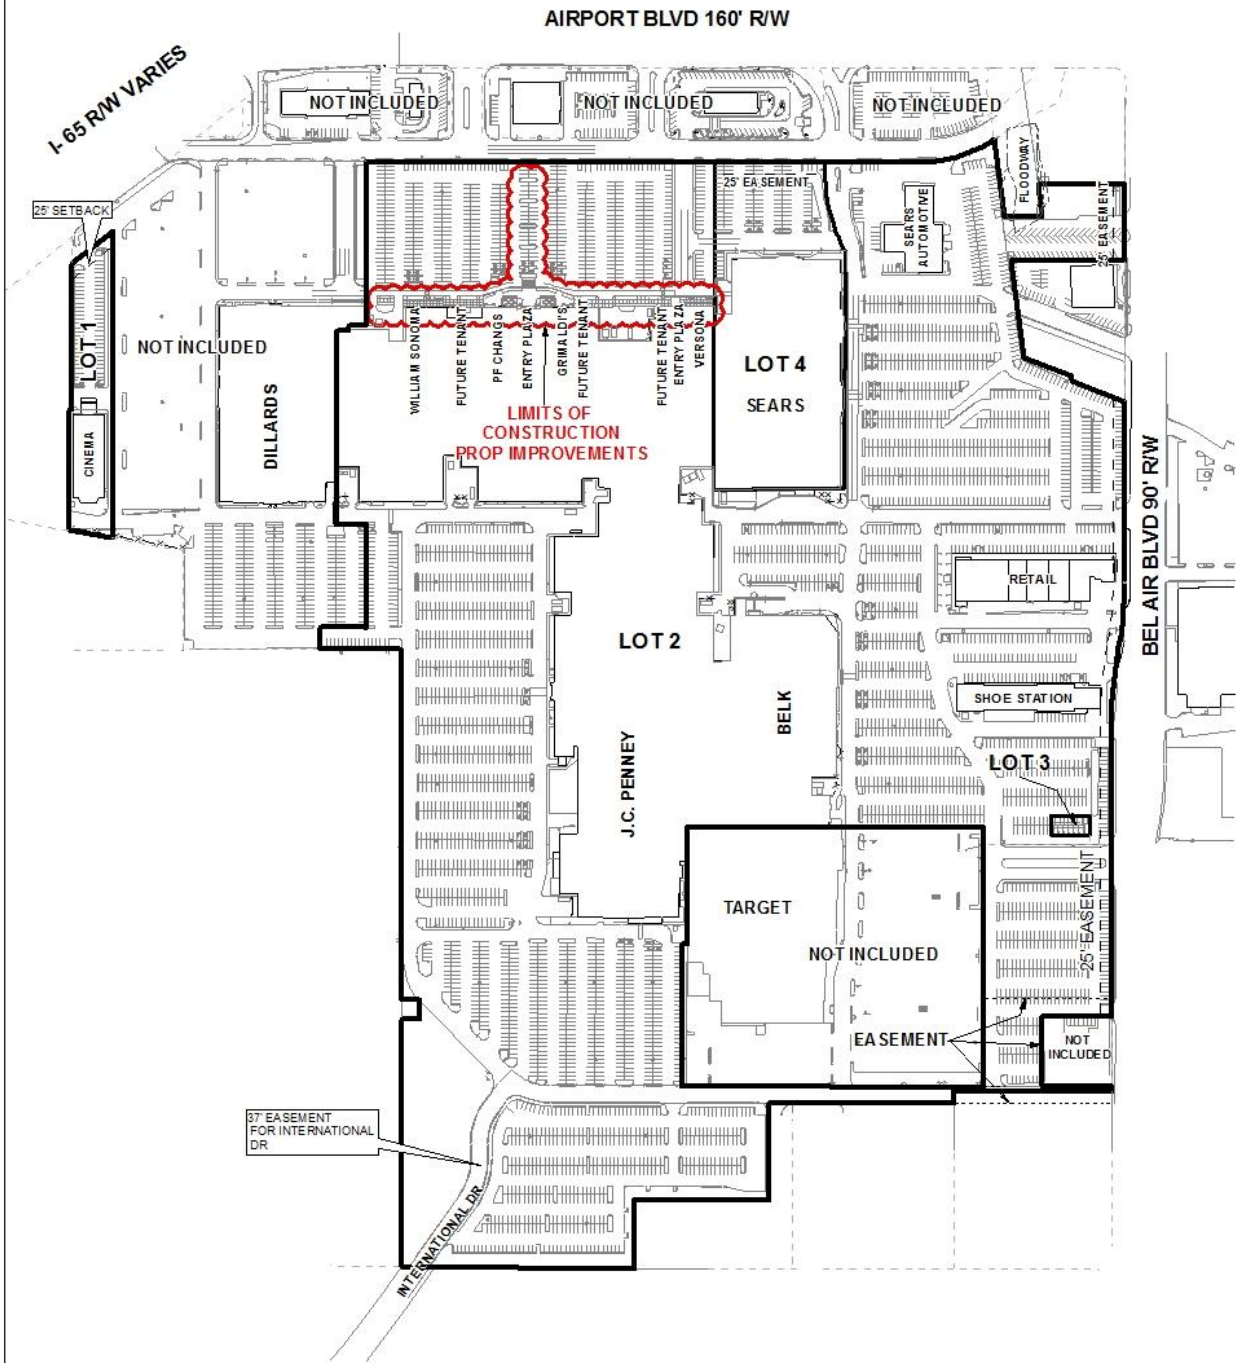 AIRPORT BLVD 160' R/W
I- 65 R/W VARIES
NOT INCLUDED
NOT INCLUDED
NOT INCLUDED
FLOODWAY
25' EASEMENT
25' EASEMENT
SEARS
AUTOMOTIVE
25' SETBACK
LOT 1
CINEMA
NOT INCLUDED
DILLARDS
WILLIAM SONOMA
FUTURE TENANT
PF CHANGS
ENTRY PLAZA
GRIMALDI'S
FUTURE TENANT
FUTURE TENANT
ENTRY PLAZA
VERSONA
LIMITS OF
CONSTRUCTION
PROP IMPROVEMENTS
LOT 4
SEARS
BEL AIR BLVD 90' R/W
RETAIL
LOT 2
SHOE STATION
BELK
J.C. PENNEY
LOT 3
TARGET
NOT INCLUDED
25' EASEMENT
EASEMENT
NOT
INCLUDED
37' EASEMENT
FOR INTERNATIONAL
DR
INTERNATIONAL DR